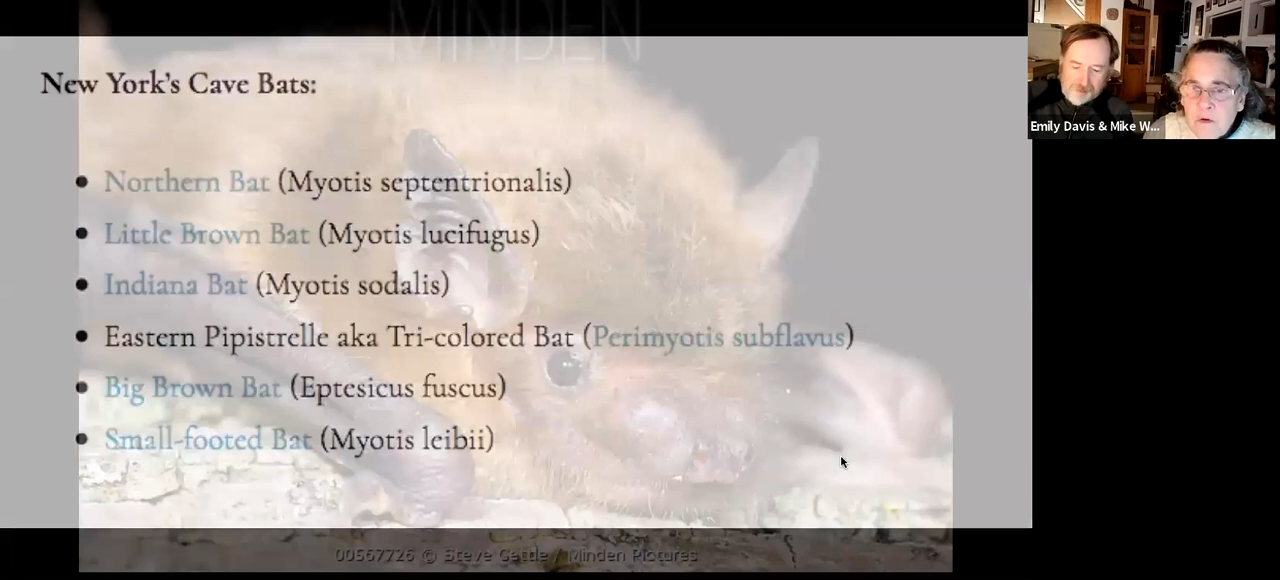 MINDEN
New York's Cave Bats:
Northern Bat (Myotis septentrionalis)
Little Brown Bat (Myotis lucifugus)
Indiana Bat (Myotis sodalis)
Eastern Pipistrelle aka Tri-colored Bat (Perimyotis subflavus)
Big Brown Bat (Eptesicus fuscus)
Small-footed Bat (Myotis leibii)
00567726 © Steve Gettle / Minden Pictures
Emily Davis & Mike W...